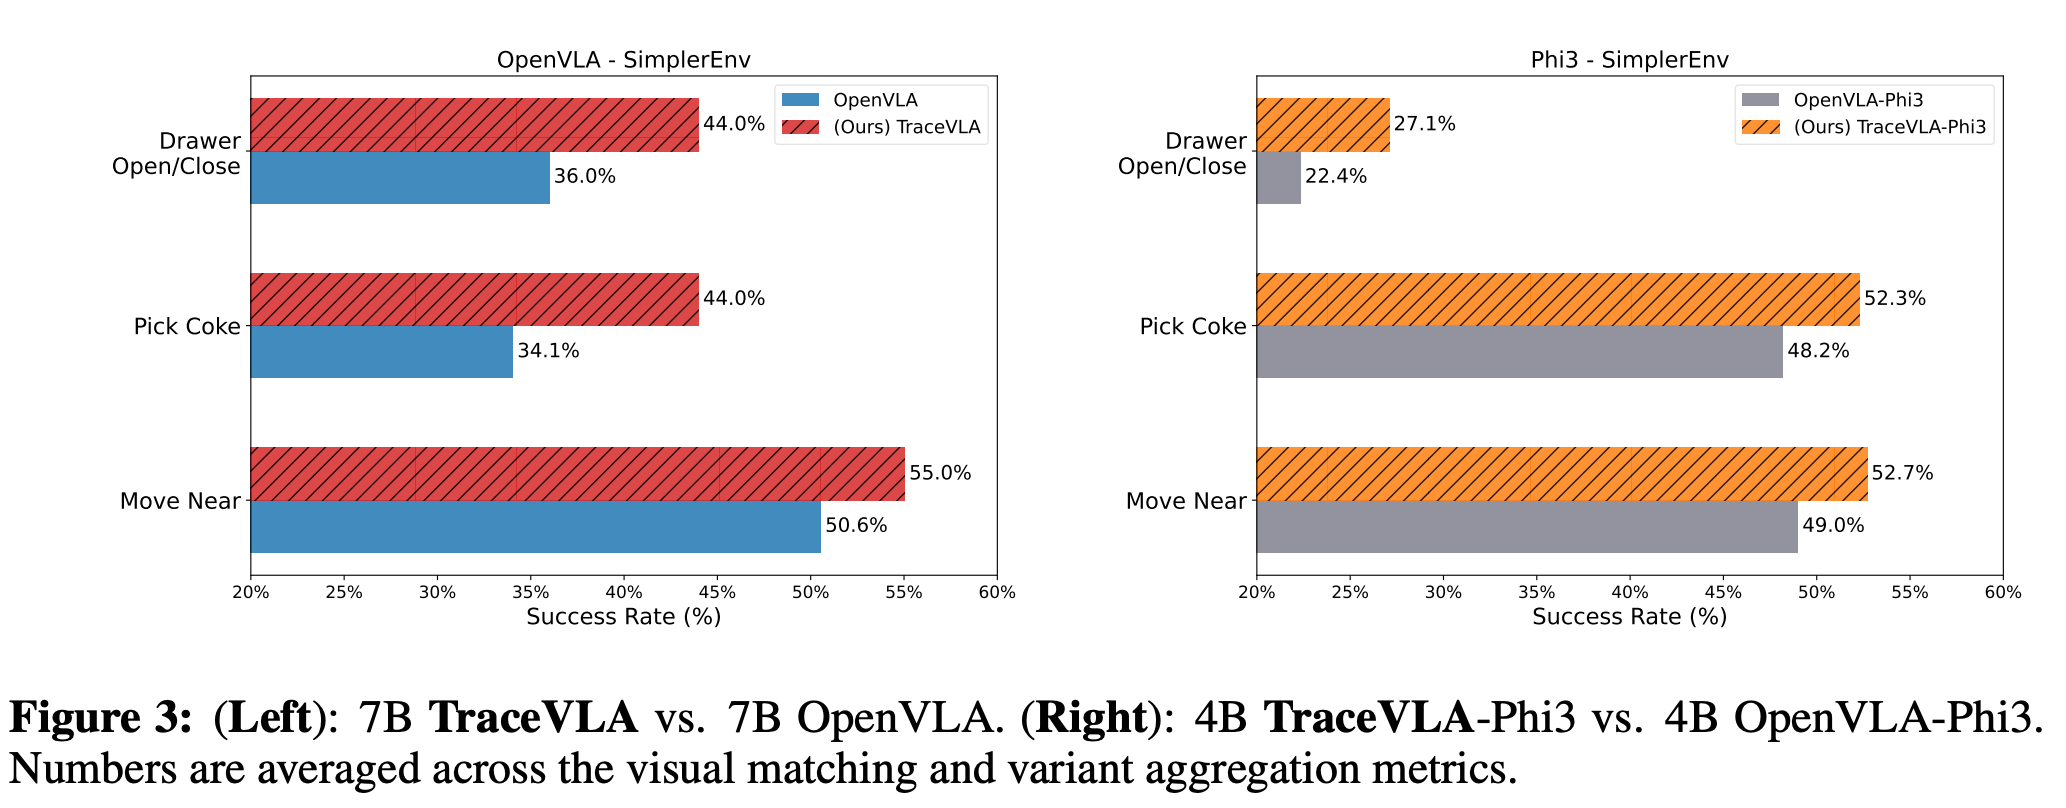 OpenVLA - SimplerEnv
OpenVLA
(Ours) TraceVLA
Drawer
Open/Close
44.0%
36.0%
Pick Coke
44.0%
34.1%
Move Near
55.0%
50.6%
20% 25% 30% 35% 40% 45% 50% 55% 60%
Success Rate (%)
Phi3 - SimplerEnv
OpenVLA-Phi3
(Ours) TraceVLA-Phi3
Drawer
Open/Close
27.1%
22.4%
Pick Coke
52.3%
48.2%
Move Near
52.7%
49.0%
20% 25% 30% 35% 40% 45% 50% 55% 60%
Success Rate (%)
Figure 3: (Left): 7B TraceVLA vs. 7B OpenVLA. (Right): 4B TraceVLA-Phi3 vs. 4B OpenVLA-Phi3.
Numbers are averaged across the visual matching and variant aggregation metrics.